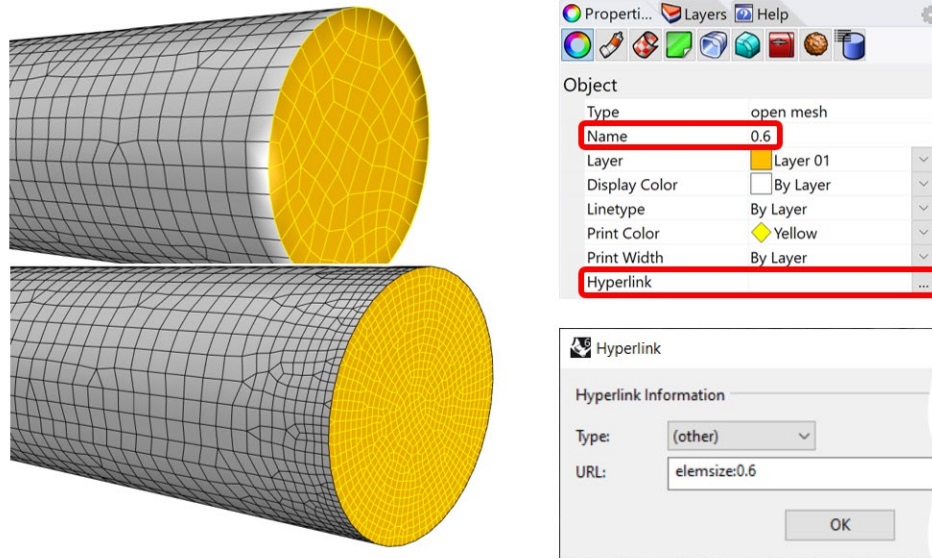 Properti... Layers Help
Object
Type open mesh
Name 0.6
Layer Layer 01
Display Color By Layer
Linetype By Layer
Print Color Yellow
Print Width By Layer
Hyperlink ...
6 Hyperlink
Hyperlink Information
Type: (other)
URL: elemsize:0.6
OK